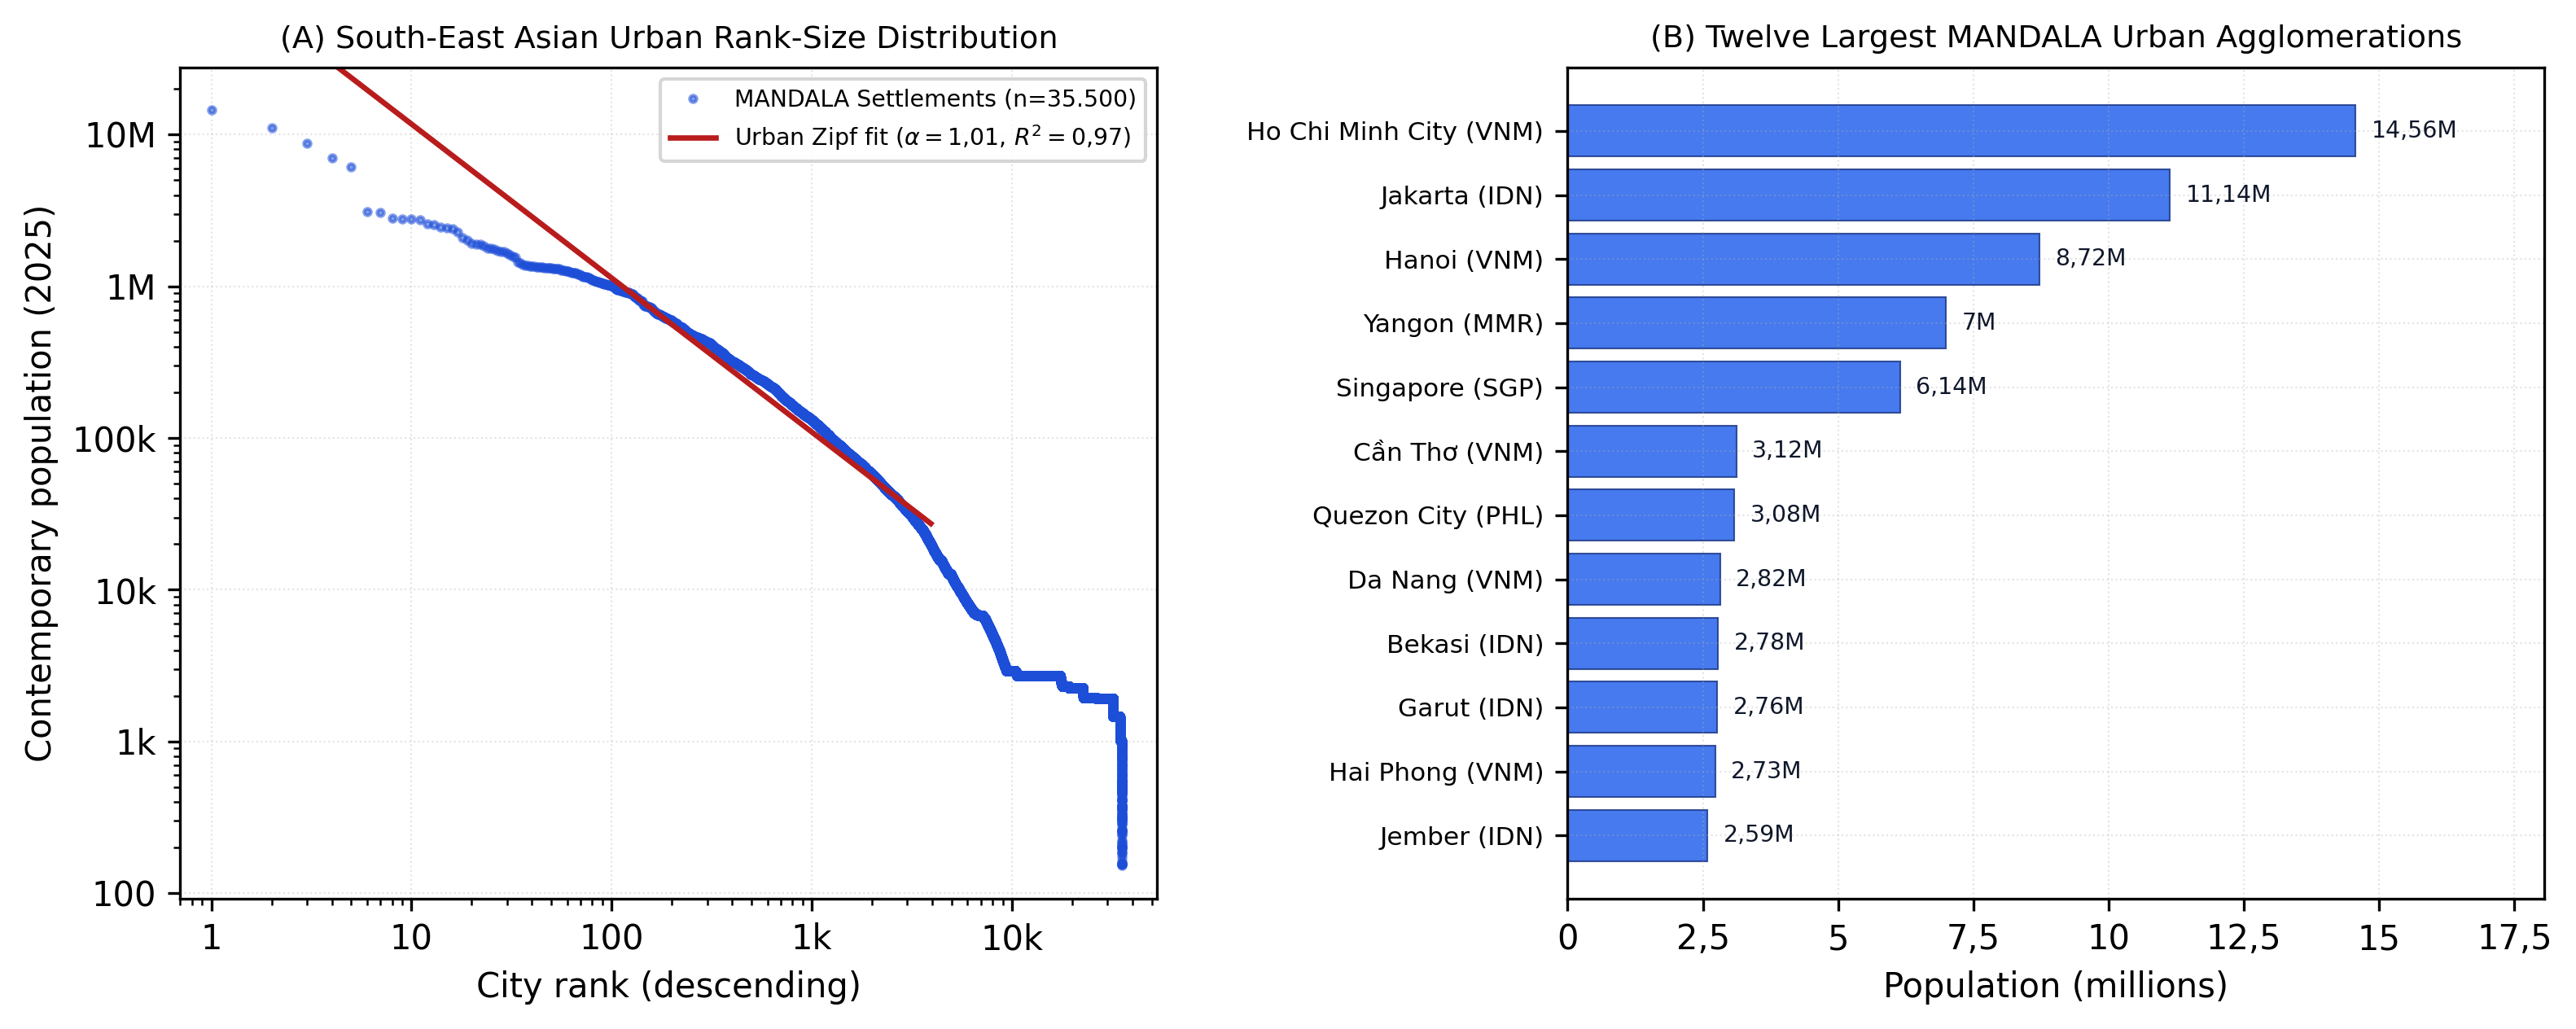 (A) South-East Asian Urban Rank-Size Distribution
MANDALA Settlements (n=35.500)
Urban Zipf fit (α = 1,01, R² = 0,97)
Contemporary population (2025)
10M
1M
100k
10k
1k
100
1
10
100
1k
10k
City rank (descending)
(B) Twelve Largest MANDALA Urban Agglomerations
Ho Chi Minh City (VNM) 14,56M
Jakarta (IDN) 11,14M
Hanoi (VNM) 8,72M
Yangon (MMR) 7M
Singapore (SGP) 6,14M
Cần Thơ (VNM) 3,12M
Quezon City (PHL) 3,08M
Da Nang (VNM) 2,82M
Bekasi (IDN) 2,78M
Garut (IDN) 2,76M
Hai Phong (VNM) 2,73M
Jember (IDN) 2,59M
0
2,5
5
7,5
10
12,5
15
17,5
Population (millions)